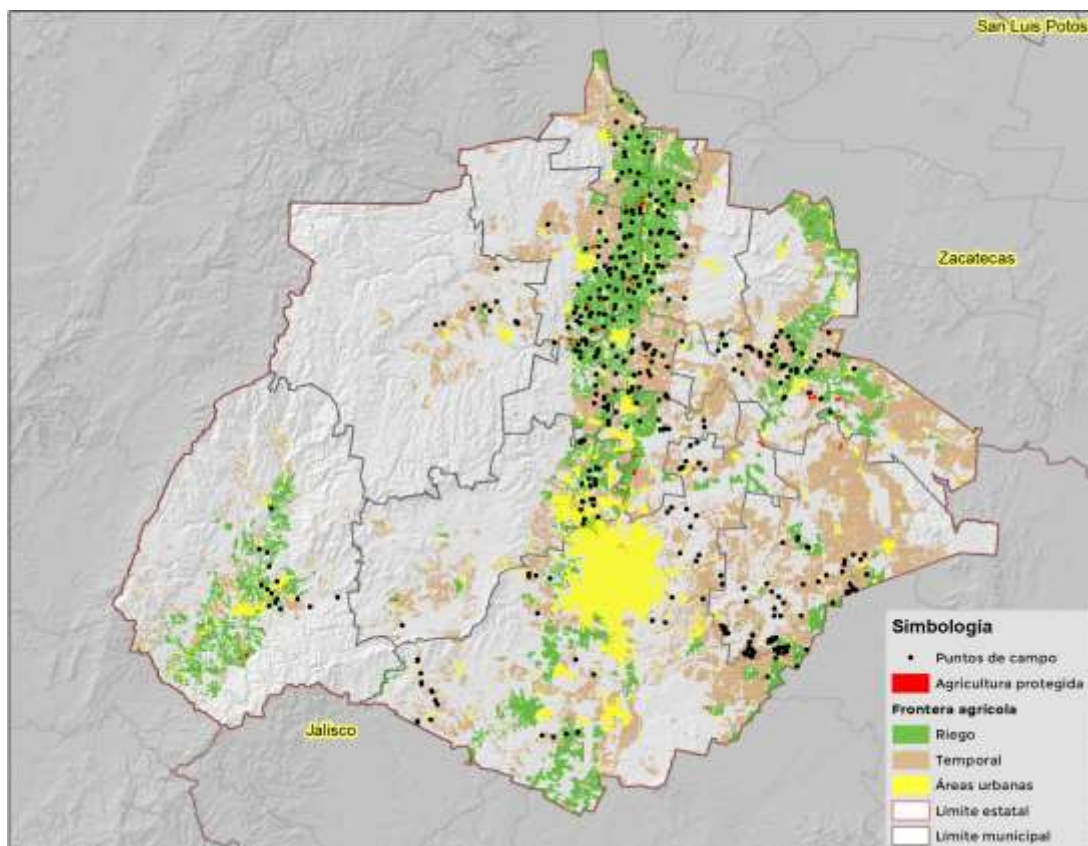 San Luis Potos
Zacatecas
Jalisco
Simbología
Puntos de campo
Agricultura protegida
Frontera agrícola
Riego
Temporal
Áreas urbanas
Límite estatal
Límite municipal